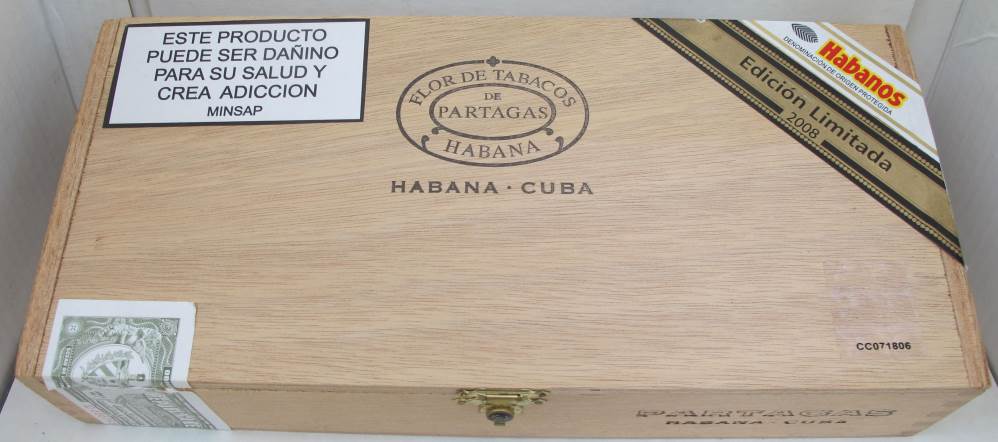 ESTE PRODUCTO
PUEDE SER DAÑINO
PARA SU SALUD Y
CREA ADICCION
MINSAP
FLOR DE TABACOS
DE
PARTAGAS
HABANA
HABANA · CUBA
Habanos
DENOMINACIÓN DE ORIGEN PROTEGIDA
Edición Limitada
2008
CC071806
PARTAGAS
HABANA · CUBA